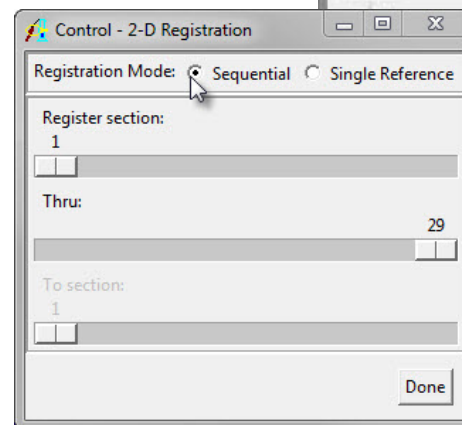 Control - 2-D Registration
Registration Mode: Sequential Single Reference
Register section:
1
Thru:
29
To section:
1
Done